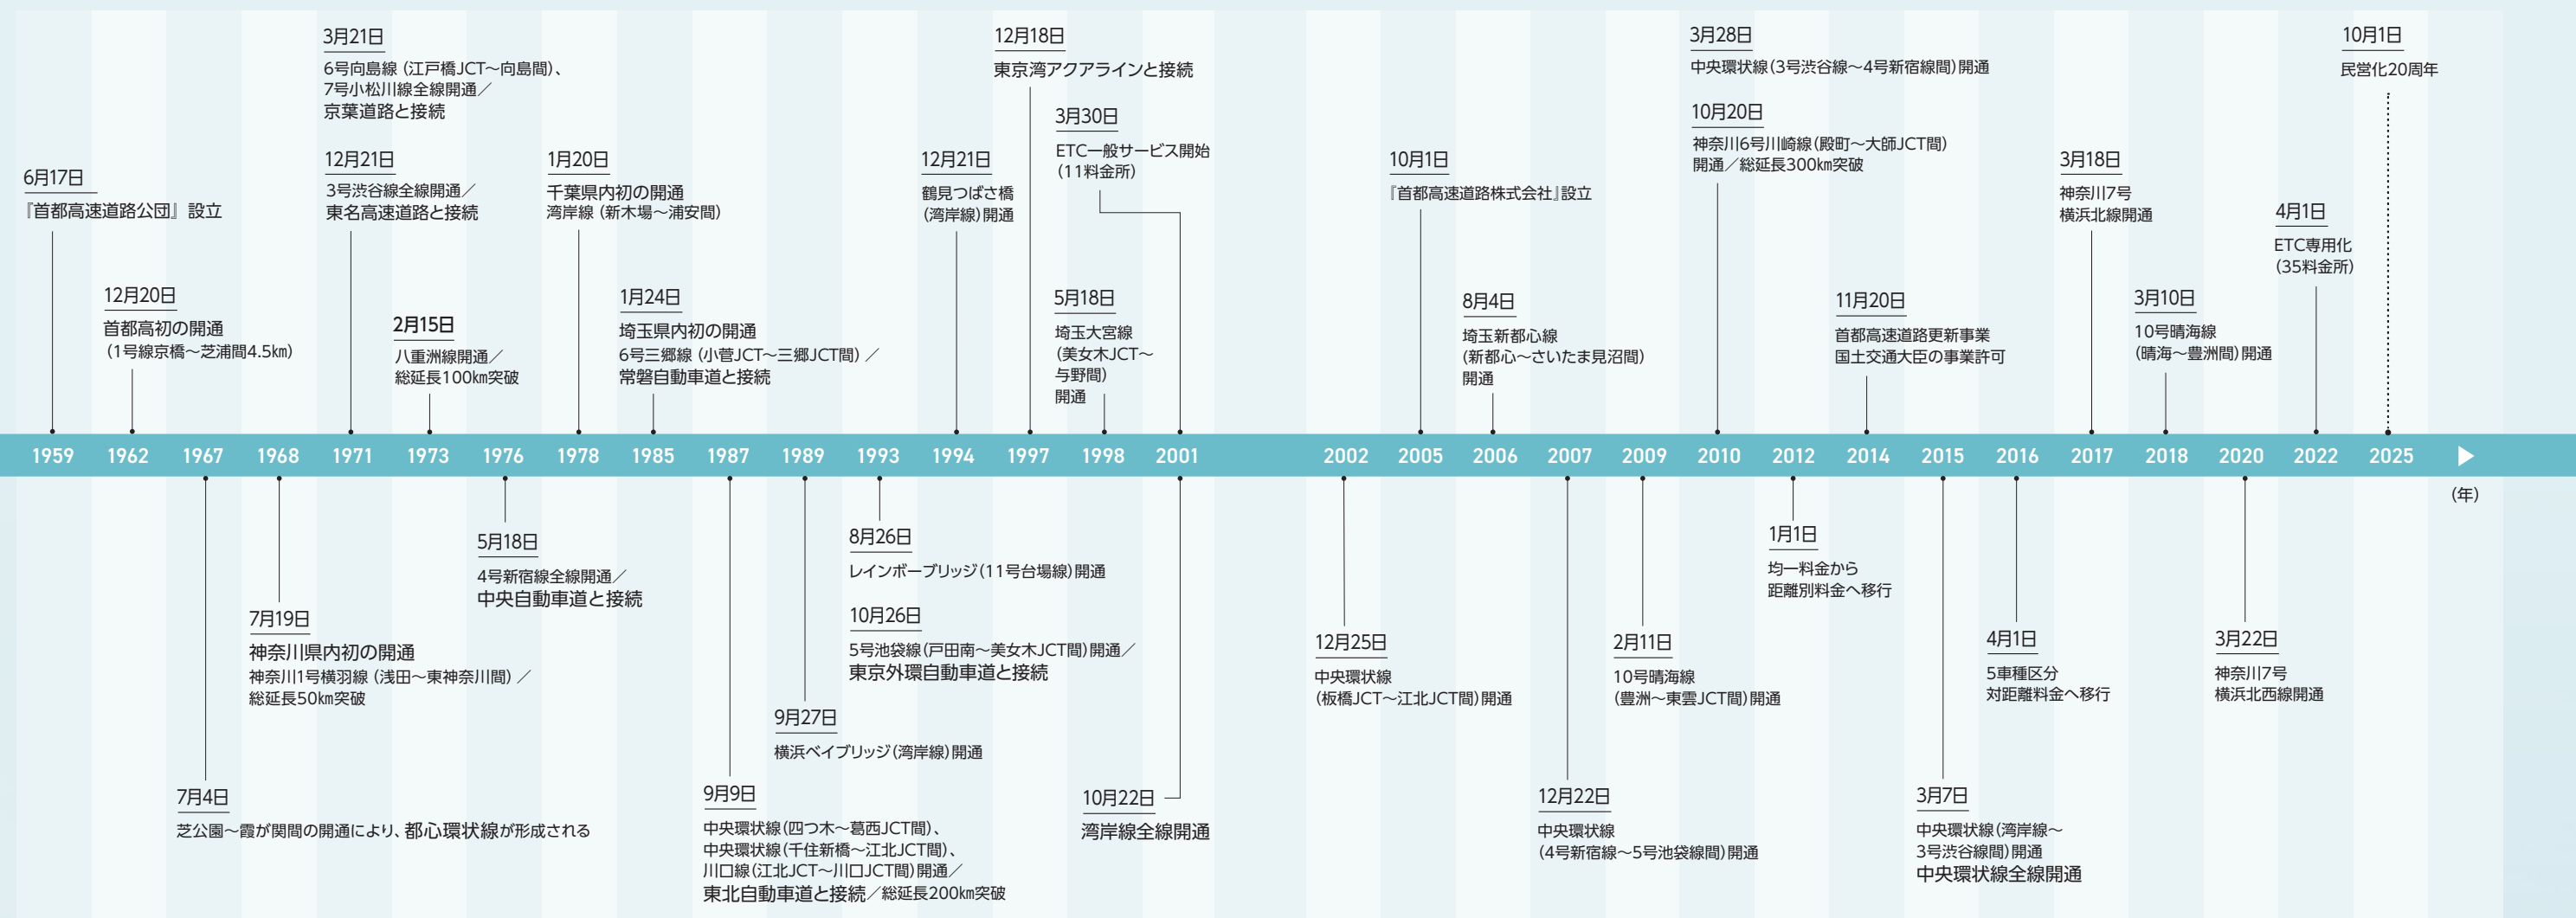 6月17日
『首都高速道路公団』設立
12月20日
首都高初の開通
（1号線京橋～芝浦間4.5㎞）
3月21日
6号向島線（江戸橋JCT～向島間）、
7号小松川線全線開通／
京葉道路と接続
12月21日
3号渋谷線全線開通／
東名高速道路と接続
2月15日
八重洲線開通／
総延長100㎞突破
1月20日
千葉県内初の開通
湾岸線（新木場～浦安間）
1月24日
埼玉県内初の開通
6号三郷線（小菅JCT～三郷JCT間）／
常磐自動車道と接続
12月21日
鶴見つばさ橋
（湾岸線）開通
12月18日
東京湾アクアラインと接続
3月30日
ETC一般サービス開始
（11料金所）
5月18日
埼玉大宮線
（美女木JCT～
与野間）
開通
10月1日
『首都高速道路株式会社』設立
8月4日
埼玉新都心線
（新都心～さいたま見沼間）
開通
3月28日
中央環状線（3号渋谷線～4号新宿線間）開通
10月20日
神奈川6号川崎線（殿町～大師JCT間）
開通／総延長300㎞突破
11月20日
首都高速道路更新事業
国土交通大臣の事業許可
3月18日
神奈川7号
横浜北線開通
3月10日
10号晴海線
（晴海～豊洲間）開通
4月1日
ETC専用化
（35料金所）
10月1日
民営化20周年
1959 1962 1967 1968 1971 1973 1976 1978 1985 1987 1989 1993 1994 1997 1998 2001 2002 2005 2006 2007 2009 2010 2012 2014 2015 2016 2017 2018 2020 2022 2025
（年）
7月4日
芝公園～霞が関間の開通により、都心環状線が形成される
7月19日
神奈川県内初の開通
神奈川1号横羽線（浅田～東神奈川間）／
総延長50㎞突破
5月18日
4号新宿線全線開通／
中央自動車道と接続
9月9日
中央環状線（四つ木～葛西JCT間）、
中央環状線（千住新橋～江北JCT間）、
川口線（江北JCT～川口JCT間）開通／
東北自動車道と接続／総延長200㎞突破
9月27日
横浜ベイブリッジ（湾岸線）開通
8月26日
レインボーブリッジ（11号台場線）開通
10月26日
5号池袋線（戸田南～美女木JCT間）開通／
東京外環自動車道と接続
10月22日
湾岸線全線開通
12月25日
中央環状線
（板橋JCT～江北JCT間）開通
12月22日
中央環状線
（4号新宿線～5号池袋線間）開通
2月11日
10号晴海線
（豊洲～東雲JCT間）開通
1月1日
均一料金から
距離別料金へ移行
3月7日
中央環状線（湾岸線～
3号渋谷線間）開通
中央環状線全線開通
4月1日
5車種区分
対距離料金へ移行
3月22日
神奈川7号
横浜北西線開通